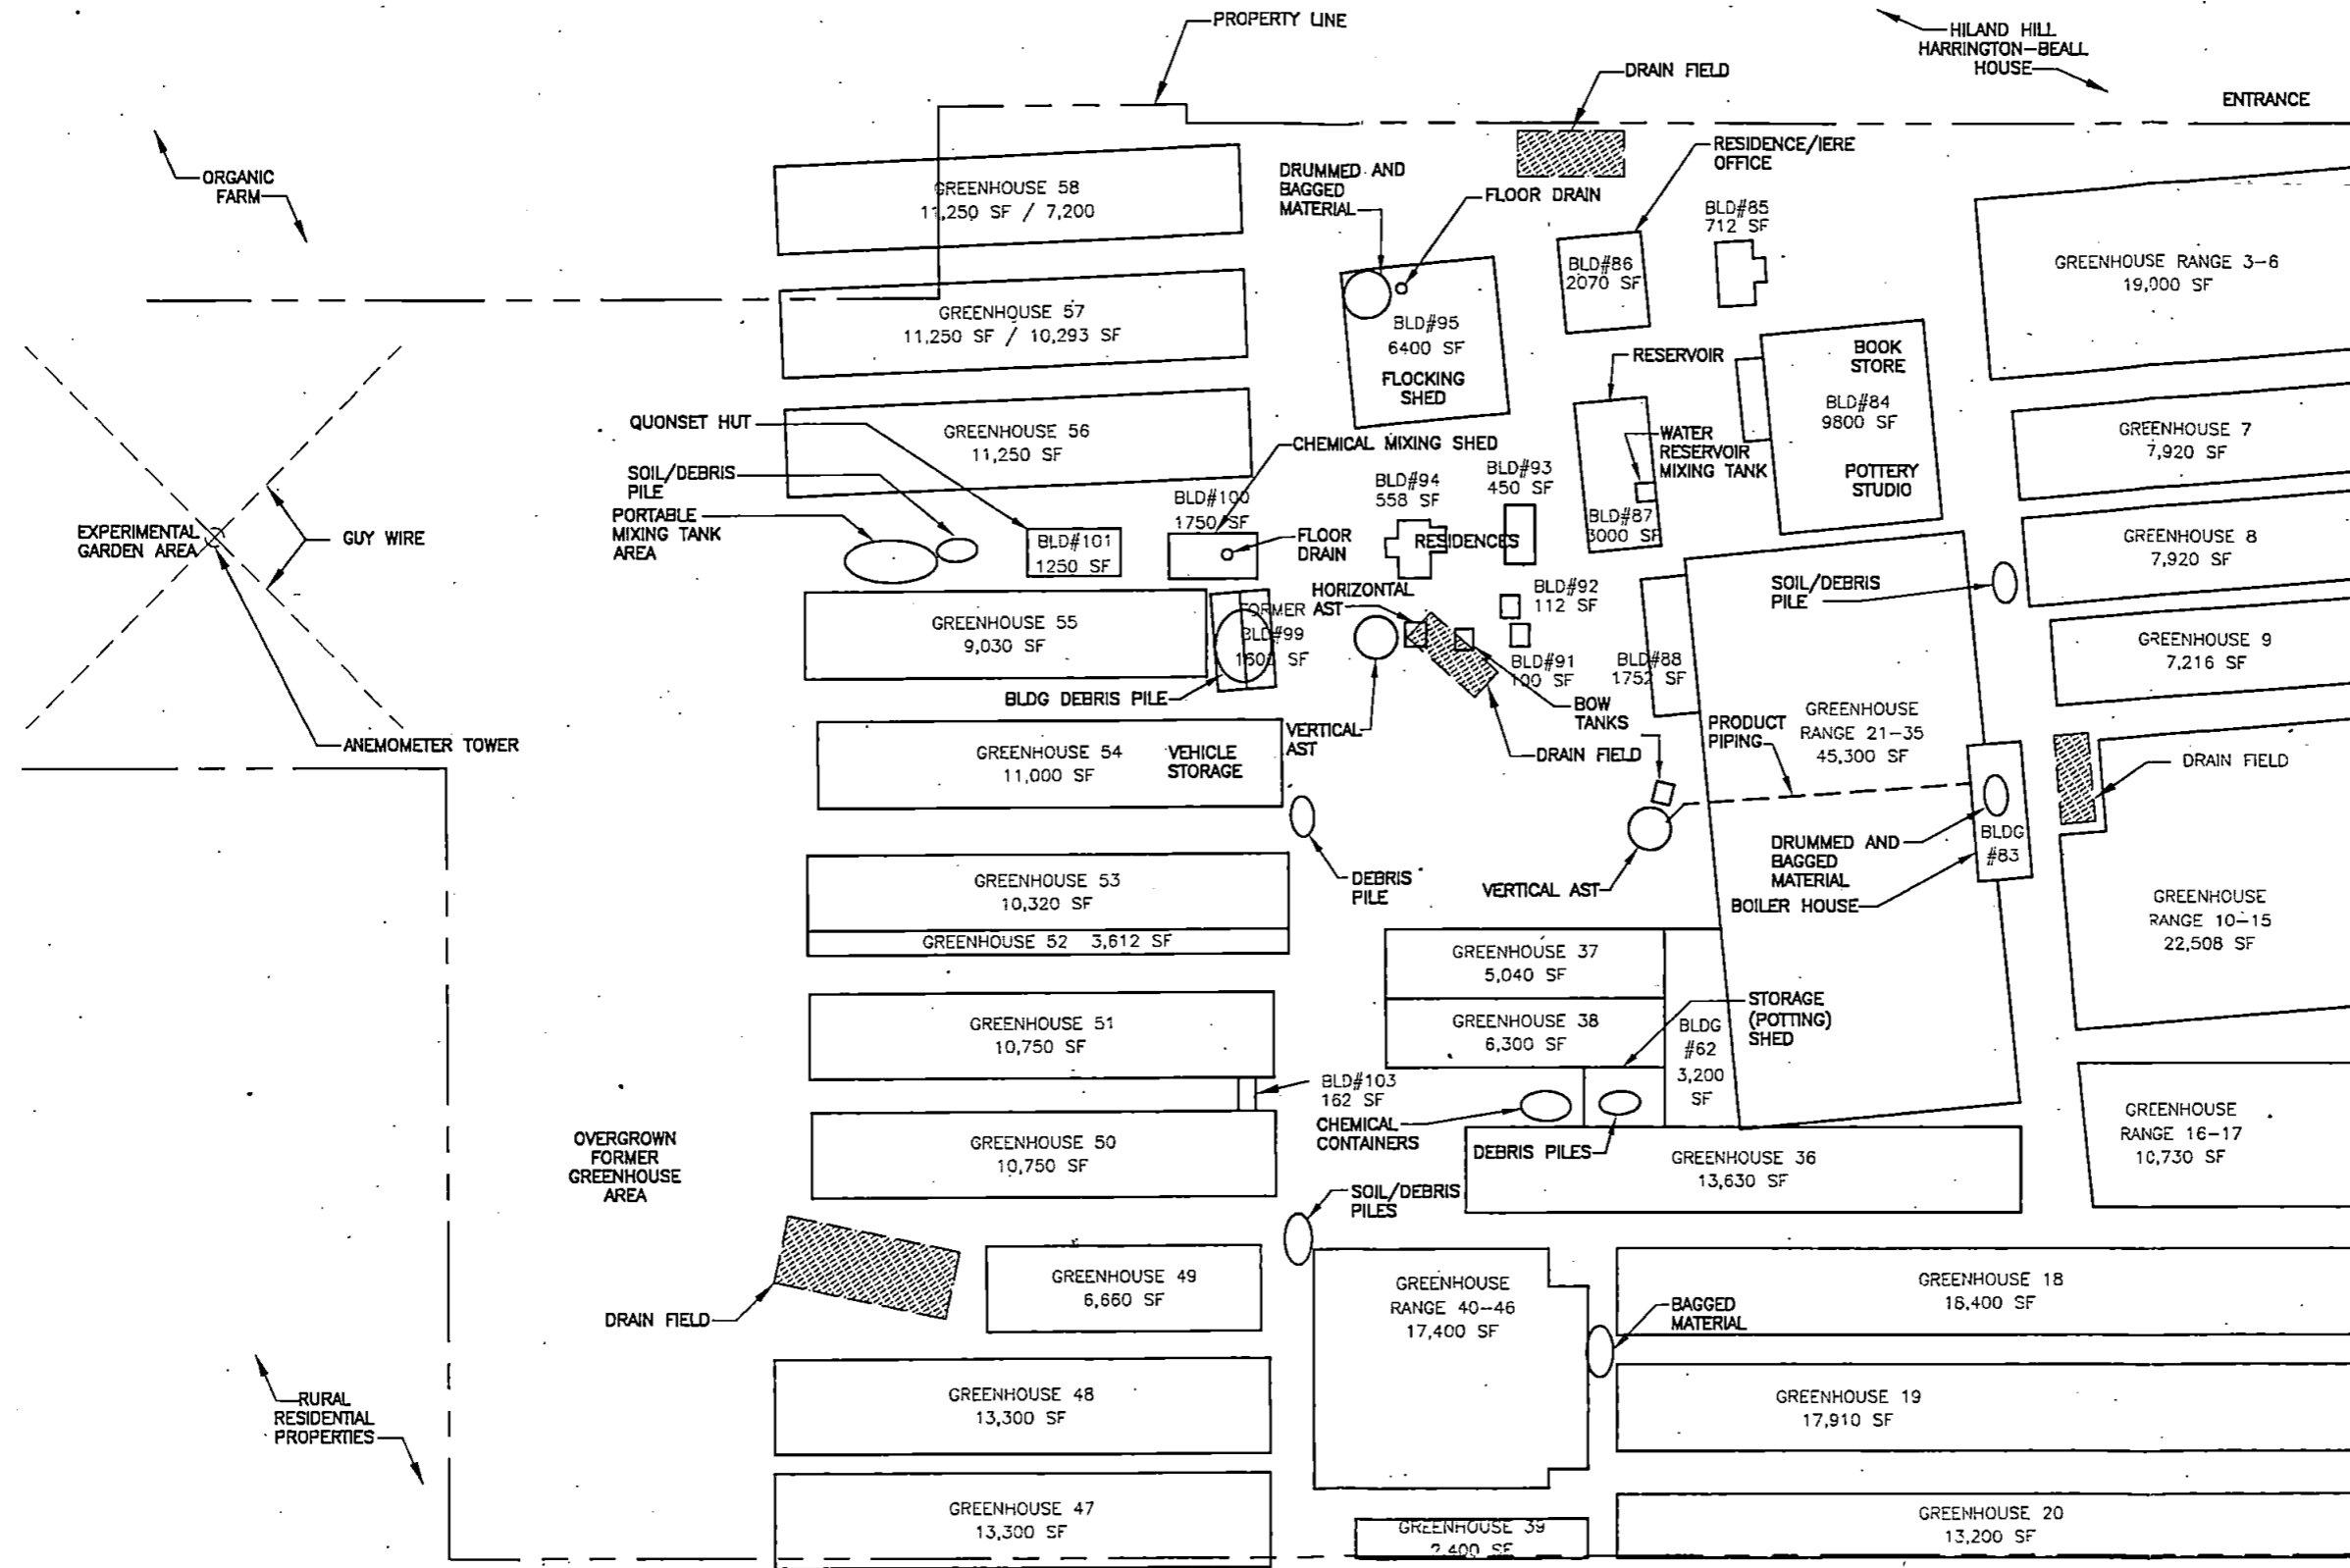 PROPERTY LINE
HILAND HILL
HARRINGTON-BEALL
HOUSE
ENTRANCE
DRAIN FIELD
ORGANIC
FARM
GREENHOUSE 58
11,250 SF / 7,200
DRUMMED AND
BAGGED
MATERIAL
FLOOR DRAIN
RESIDENCE/IERE
OFFICE
BLD#85
712 SF
BLD#86
2070 SF
GREENHOUSE RANGE 3-6
19,000 SF
GREENHOUSE 57
11,250 SF / 10,293 SF
BLD#95
6400 SF
FLOCKING
SHED
RESERVOIR
BOOK
STORE
BLD#84
9800 SF
POTTERY
STUDIO
GREENHOUSE 7
7,920 SF
QUONSET HUT
GREENHOUSE 56
11,250 SF
CHEMICAL MIXING SHED
WATER
RESERVOIR
MIXING TANK
SOIL/DEBRIS
PILE
PORTABLE
MIXING TANK
AREA
BLD#100
1750 SF
BLD#94
558 SF
BLD#93
450 SF
BLD#87
3000 SF
EXPERIMENTAL
GARDEN AREA
GUY WIRE
BLD#101
1250 SF
FLOOR
DRAIN
RESIDENCES
GREENHOUSE 8
7,920 SF
SOIL/DEBRIS
PILE
HORIZONTAL
AST
BLD#92
112 SF
GREENHOUSE 55
9,030 SF
FORMER
BLD#99
1600 SF
GREENHOUSE 9
7,216 SF
BLD#91
100 SF
BLD#88
1752 SF
BLDG DEBRIS PILE
BOW
TANKS
ANEMOMETER TOWER
GREENHOUSE 54
11,000 SF
VEHICLE
STORAGE
VERTICAL
AST
DRAIN FIELD
PRODUCT
PIPING
GREENHOUSE
RANGE 21-35
45,300 SF
DRAIN FIELD
GREENHOUSE 53
10,320 SF
DEBRIS
PILE
VERTICAL AST
DRUMMED AND
BAGGED
MATERIAL
BOILER HOUSE
BLDG
#83
GREENHOUSE
RANGE 10-15
22,508 SF
GREENHOUSE 52 3,612 SF
GREENHOUSE 37
5,040 SF
GREENHOUSE 51
10,750 SF
GREENHOUSE 38
6,300 SF
BLDG
#62
3,200
SF
STORAGE
(POTTING)
SHED
BLD#103
162 SF
CHEMICAL
CONTAINERS
DEBRIS PILES
GREENHOUSE
RANGE 16-17
10,730 SF
OVERGROWN
FORMER
GREENHOUSE
AREA
GREENHOUSE 50
10,750 SF
GREENHOUSE 36
13,630 SF
SOIL/DEBRIS
PILES
DRAIN FIELD
GREENHOUSE 49
6,660 SF
GREENHOUSE
RANGE 40-46
17,400 SF
GREENHOUSE 18
BAGGED
MATERIAL
RURAL
RESIDENTIAL
PROPERTIES
GREENHOUSE 48
13,300 SF
GREENHOUSE 19
17,910 SF
GREENHOUSE 47
13,300 SF
GREENHOUSE 39
2,400 SF
GREENHOUSE 20
13,200 SF